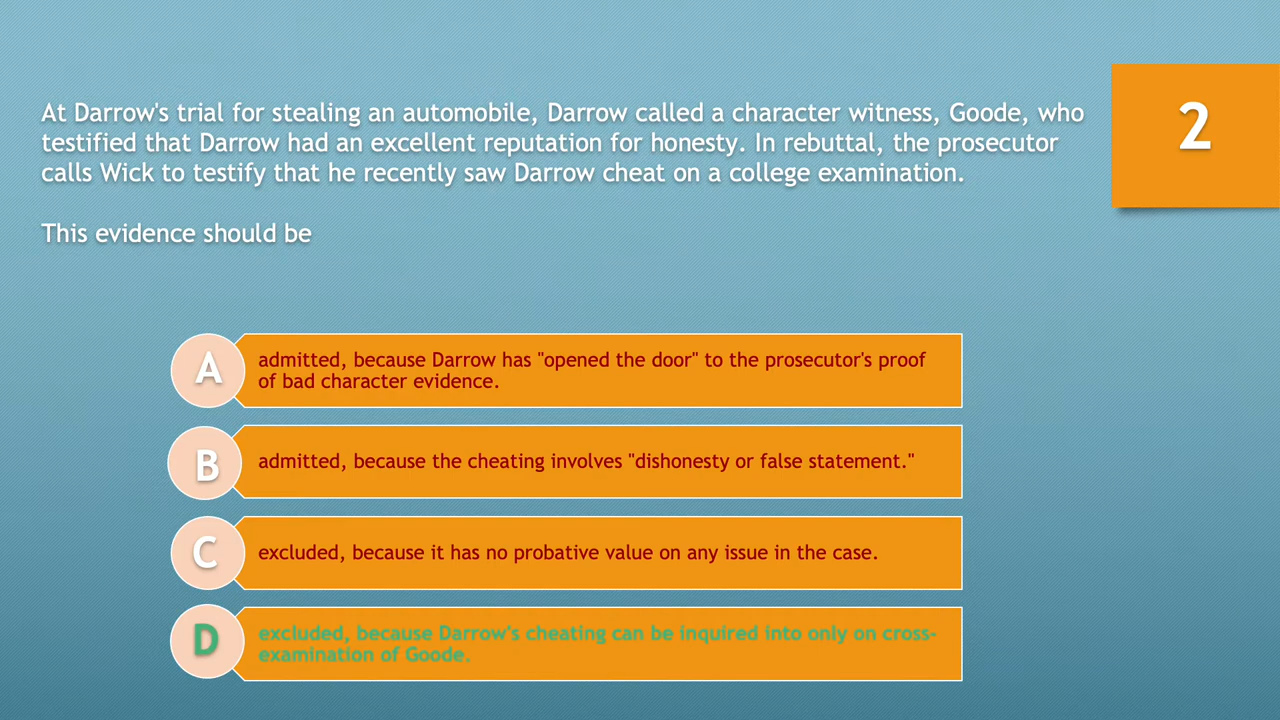 At Darrow's trial for stealing an automobile, Darrow called a character witness, Goode, who
testified that Darrow had an excellent reputation for honesty. In rebuttal, the prosecutor
calls Wick to testify that he recently saw Darrow cheat on a college examination.
This evidence should be
2
A
admitted, because Darrow has "opened the door" to the prosecutor's proof
of bad character evidence.
B
admitted, because the cheating involves "dishonesty or false statement."
C
excluded, because it has no probative value on any issue in the case.
D
excluded, because Darrow's cheating can be inquired into only on cross-
examination of Goode.